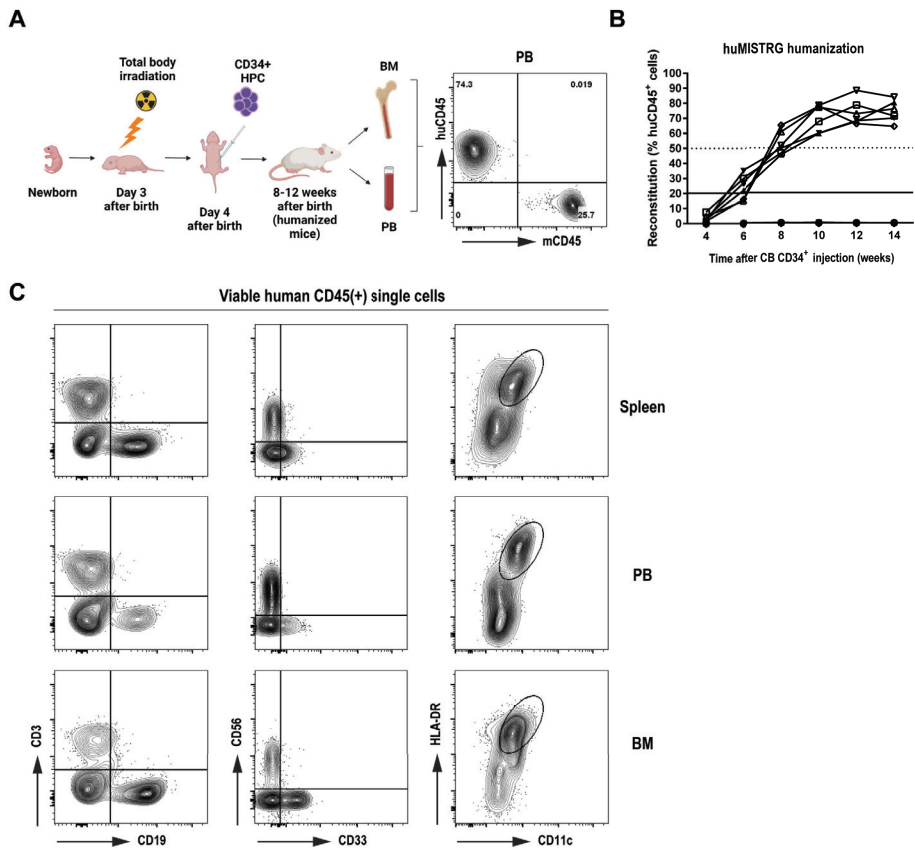 A
Total body
irradiation
CD34+
HPC
BM
Newborn
Day 3
after birth
Day 4
after birth
8-12 weeks
after birth
(humanized
mice)
PB
PB
huCD45
74.3
0.019
0
25.7
mCD45
B
huMISTRG humanization
Reconstitution (% huCD45+ cells)
100
90
80
70
60
50
40
30
20
10
0
4 6 8 10 12 14
Time after CB CD34+ injection (weeks)
C
Viable human CD45(+) single cells
Spleen
PB
BM
CD3
CD19
CD56
CD33
HLA-DR
CD11c